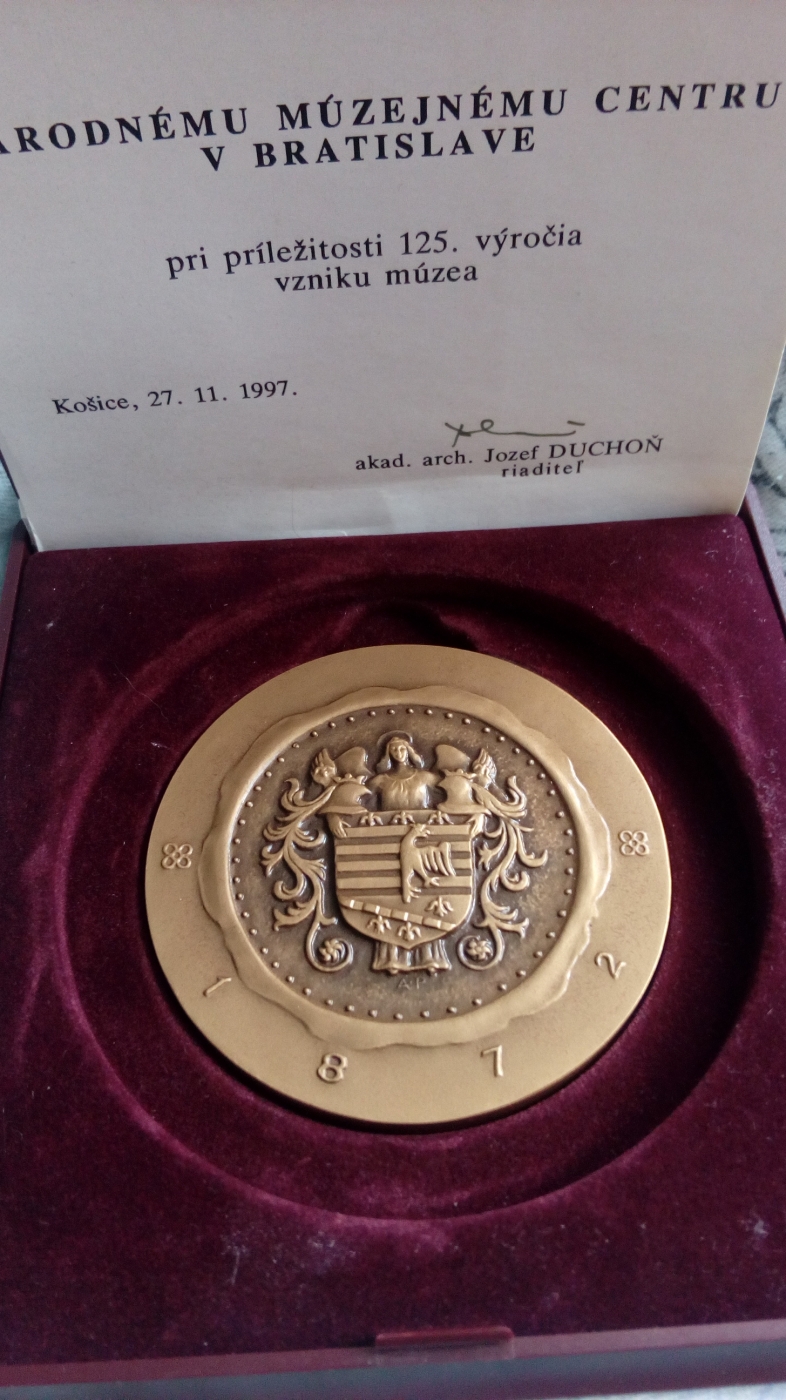 ÁRODNÉMU MÚZEJNÉMU CENTRU
V BRATISLAVE
pri príležitosti 125. výročia
vzniku múzea
Košice, 27. 11. 1997.
akad. arch. Jozef DUCHOŇ
riaditeľ
AP
1 8 7 2